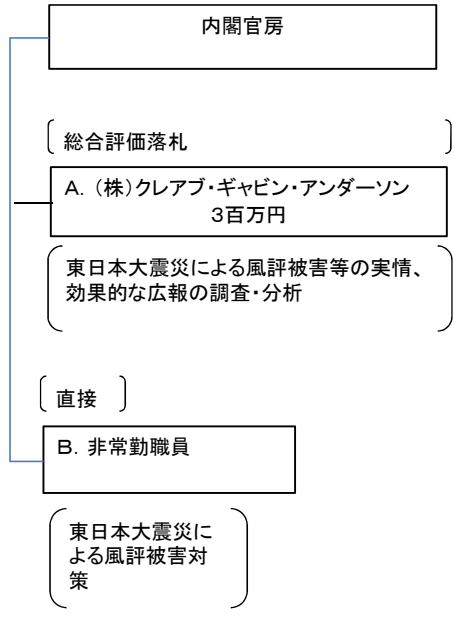 内閣官房
総合評価落札
A. (株)クレアブ・ギャビン・アンダーソン
3百万円
東日本大震災による風評被害等の実情、
効果的な広報の調査・分析
直接
B. 非常勤職員
東日本大震災に
よる風評被害対
策